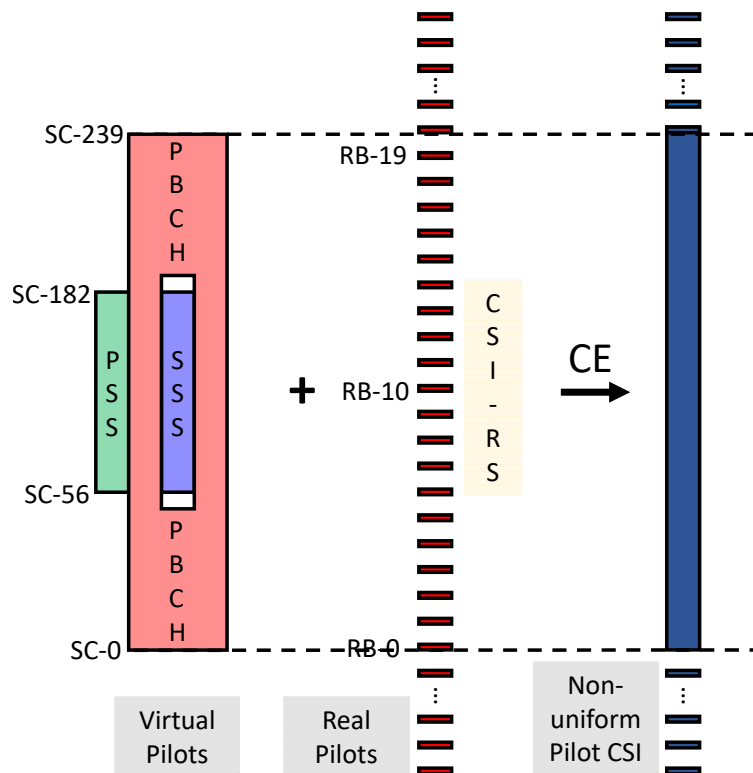 SC-239
P
B
C
H
RB-19
SC-182
P
S
S
S
S
S
C
S
I
-
R
S
+
RB-10
CE
SC-56
P
B
C
H
SC-0
RB-0
Virtual
Pilots
Real
Pilots
Non-
uniform
Pilot CSI